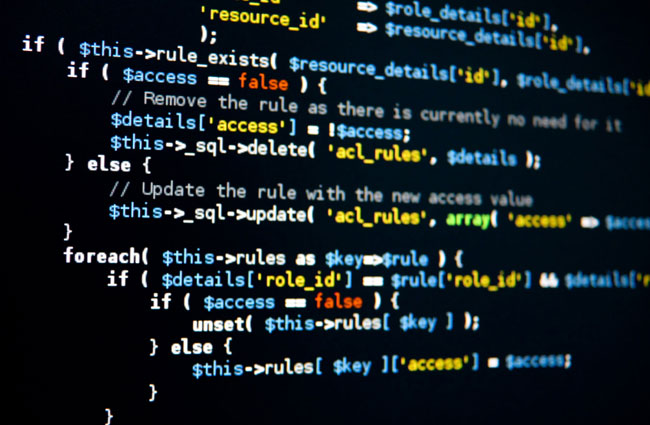 'resource_id' => $role_details['id'],
=> $resource_details['id'],
);
if ( $this->rule_exists( $resource_details['id'], $role_details['id
if ( $access == false ) {
// Remove the rule as there is currently no need for it
$details['access'] = !$access;
$this->_sql->delete( 'acl_rules', $details );
} else {
// Update the rule with the new access value
$this->_sql->update( 'acl_rules', array( 'access' => $acces
}
foreach( $this->rules as $key=>$rule ) {
if ( $details['role_id'] == $rule['role_id'] && $details['r
if ( $access == false ) {
unset( $this->rules[ $key ] );
} else {
$this->rules[ $key ]['access'] = $access;
}
}